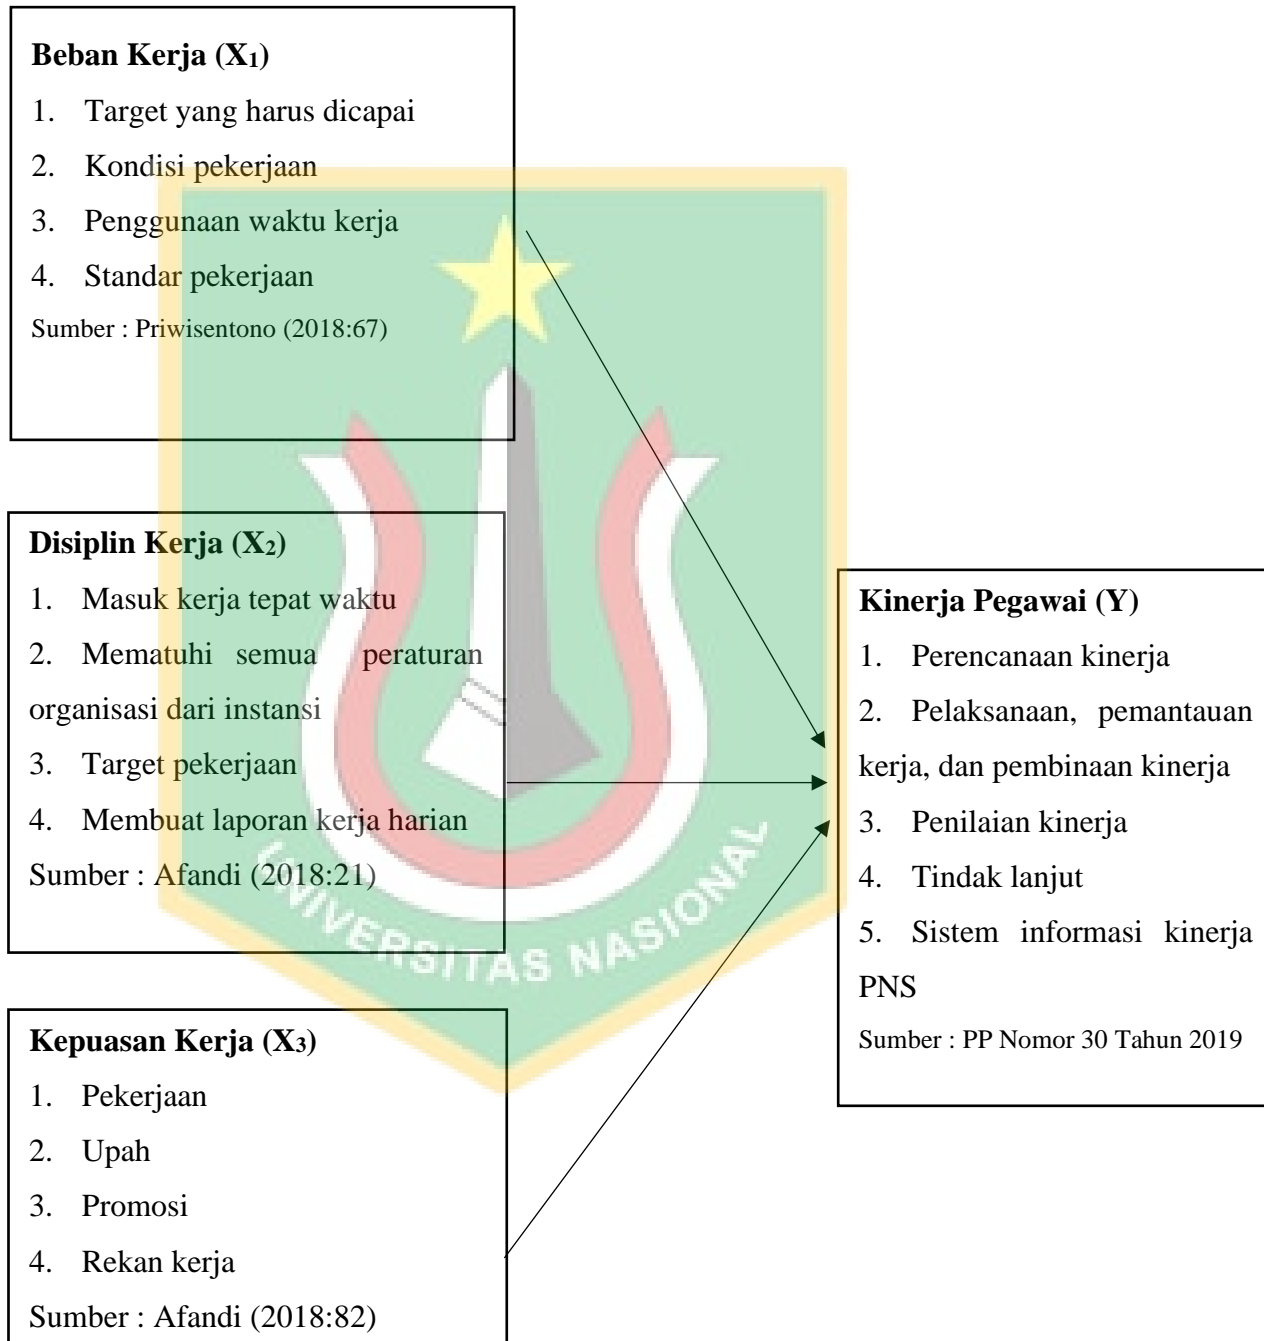 Beban Kerja (X₁)
1. Target yang harus dicapai
2. Kondisi pekerjaan
3. Penggunaan waktu kerja
4. Standar pekerjaan
Sumber : Priwisentono (2018:67)
Disiplin Kerja (X₂)
1. Masuk kerja tepat waktu
2. Mematuhi semua peraturan
organisasi dari instansi
3. Target pekerjaan
4. Membuat laporan kerja harian
Sumber : Afandi (2018:21)
Kepuasan Kerja (X₃)
1. Pekerjaan
2. Upah
3. Promosi
4. Rekan kerja
Sumber : Afandi (2018:82)
Kinerja Pegawai (Y)
1. Perencanaan kinerja
2. Pelaksanaan, pemantauan
kerja, dan pembinaan kinerja
3. Penilaian kinerja
4. Tindak lanjut
5. Sistem informasi kinerja
PNS
Sumber : PP Nomor 30 Tahun 2019
UNIVERSITAS NASIONAL